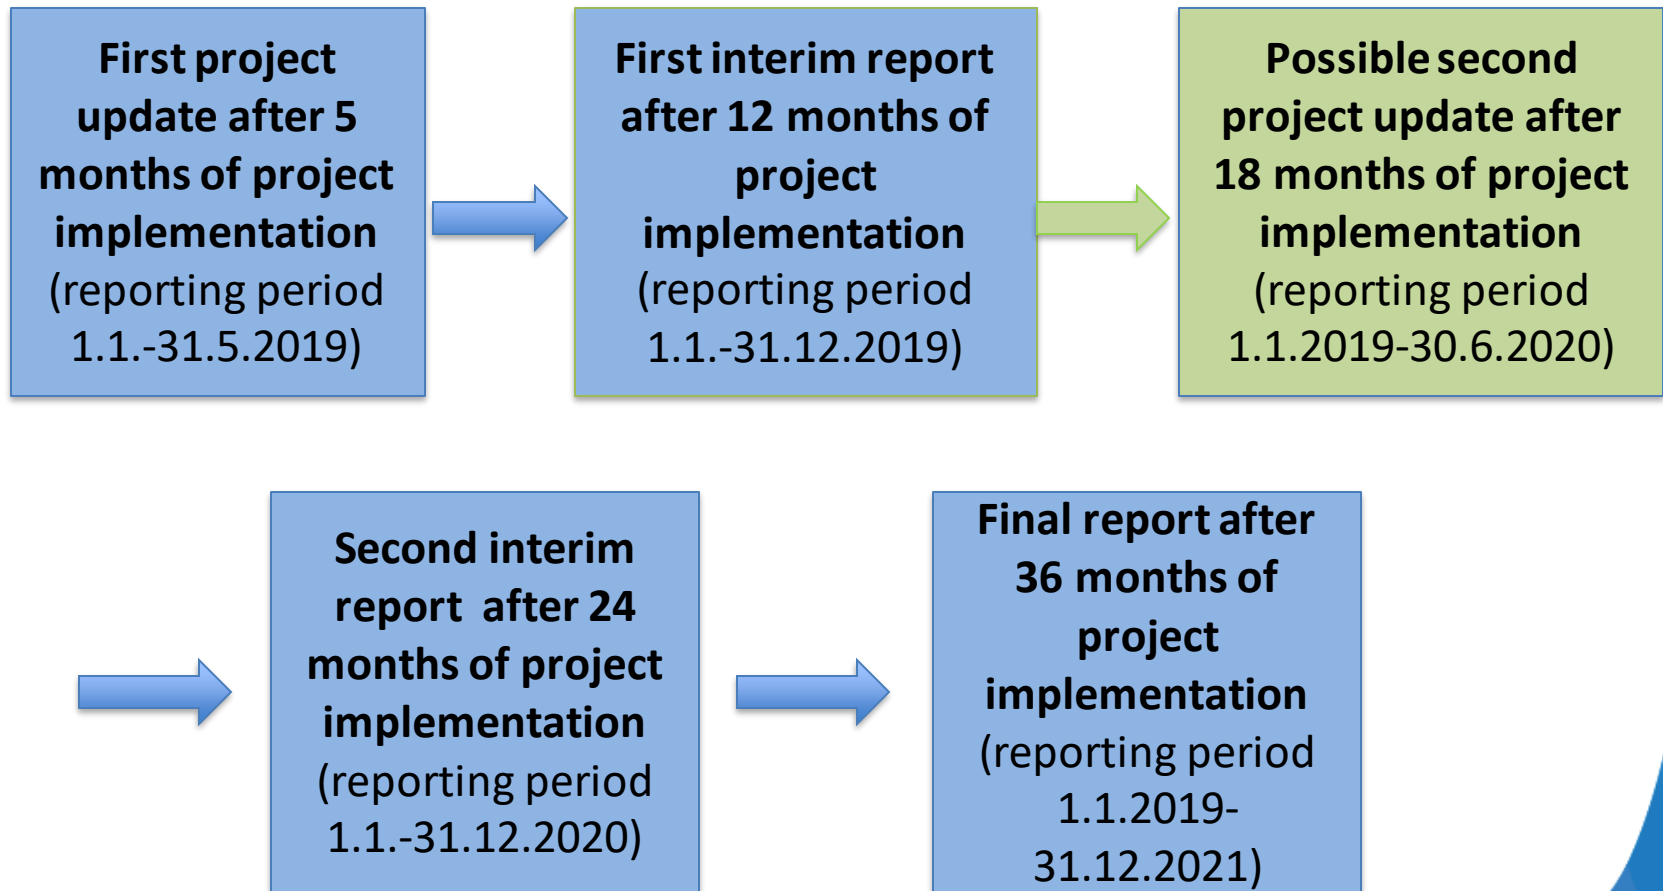 First project
update after 5
months of project
implementation
(reporting period
1.1.-31.5.2019)
First interim report
after 12 months of
project
implementation
(reporting period
1.1.-31.12.2019)
Possible second
project update after
18 months of project
implementation
(reporting period
1.1.2019-30.6.2020)
Second interim
report after 24
months of project
implementation
(reporting period
1.1.-31.12.2020)
Final report after
36 months of
project
implementation
(reporting period
1.1.2019-
31.12.2021)